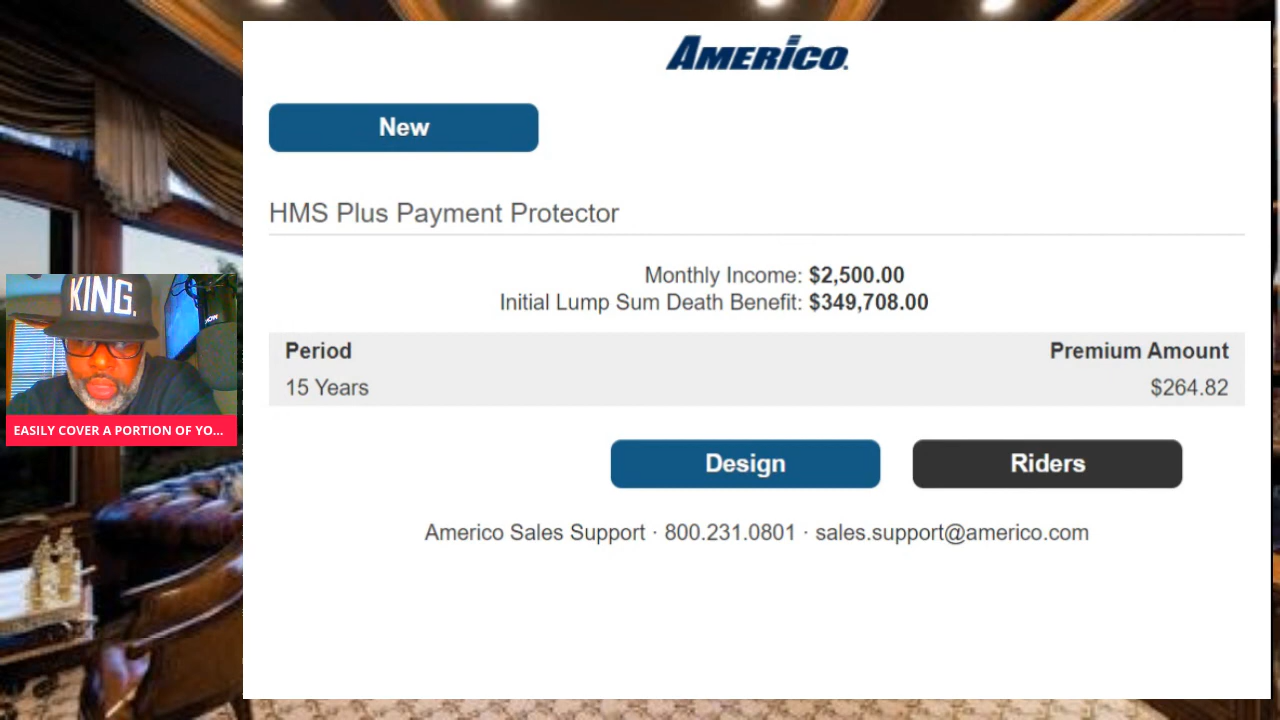 AMERICO.
New
HMS Plus Payment Protector
Monthly Income: $2,500.00
Initial Lump Sum Death Benefit: $349,708.00
Period Premium Amount
15 Years $264.82
Design Riders
Americo Sales Support · 800.231.0801 · sales.support@americo.com
KING.
EASILY COVER A PORTION OF YO...